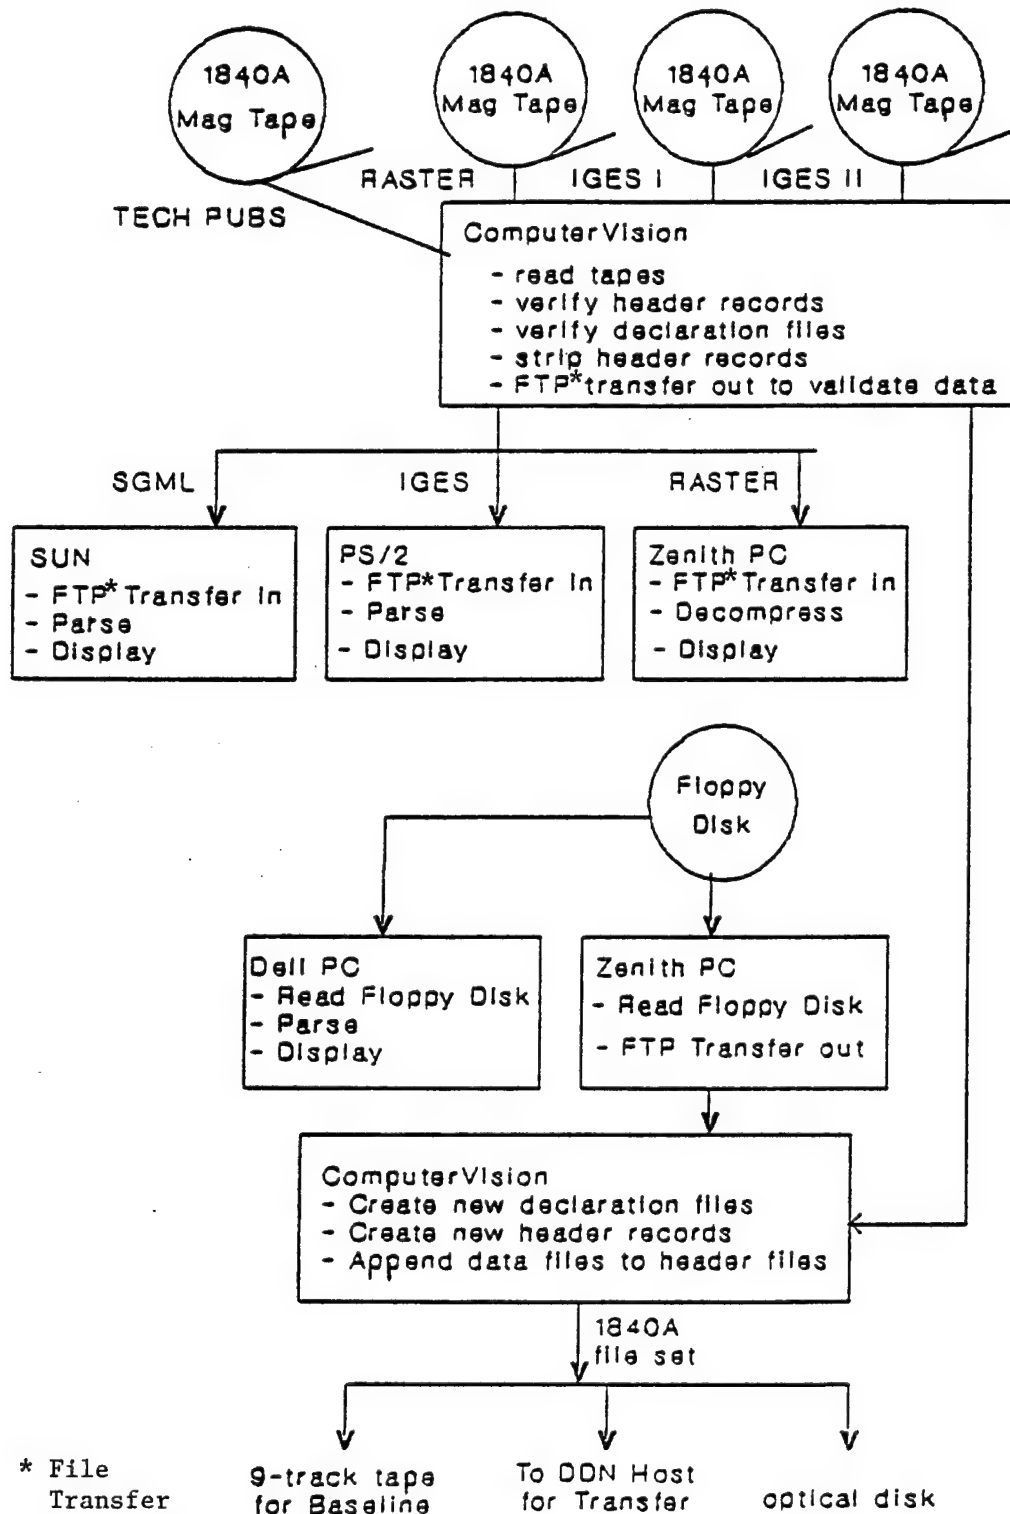 1840A
Mag Tape
1840A
Mag Tape
1840A
Mag Tape
1840A
Mag Tape
TECH PUBS
RASTER
IGES I
IGES II
ComputerVision
- read tapes
- verify header records
- verify declaration files
- strip header records
- FTP* transfer out to validate data
SGML
IGES
RASTER
SUN
- FTP* Transfer in
- Parse
- Display
PS/2
- FTP* Transfer in
- Parse
- Display
Zenith PC
- FTP* Transfer in
- Decompress
- Display
Floppy
Disk
Dell PC
- Read Floppy Disk
- Parse
- Display
Zenith PC
- Read Floppy Disk
- FTP Transfer out
ComputerVision
- Create new declaration files
- Create new header records
- Append data files to header files
1840A
file set
* File
Transfer
9-track tape
for Baseline
To DDN Host
for Transfer
optical disk